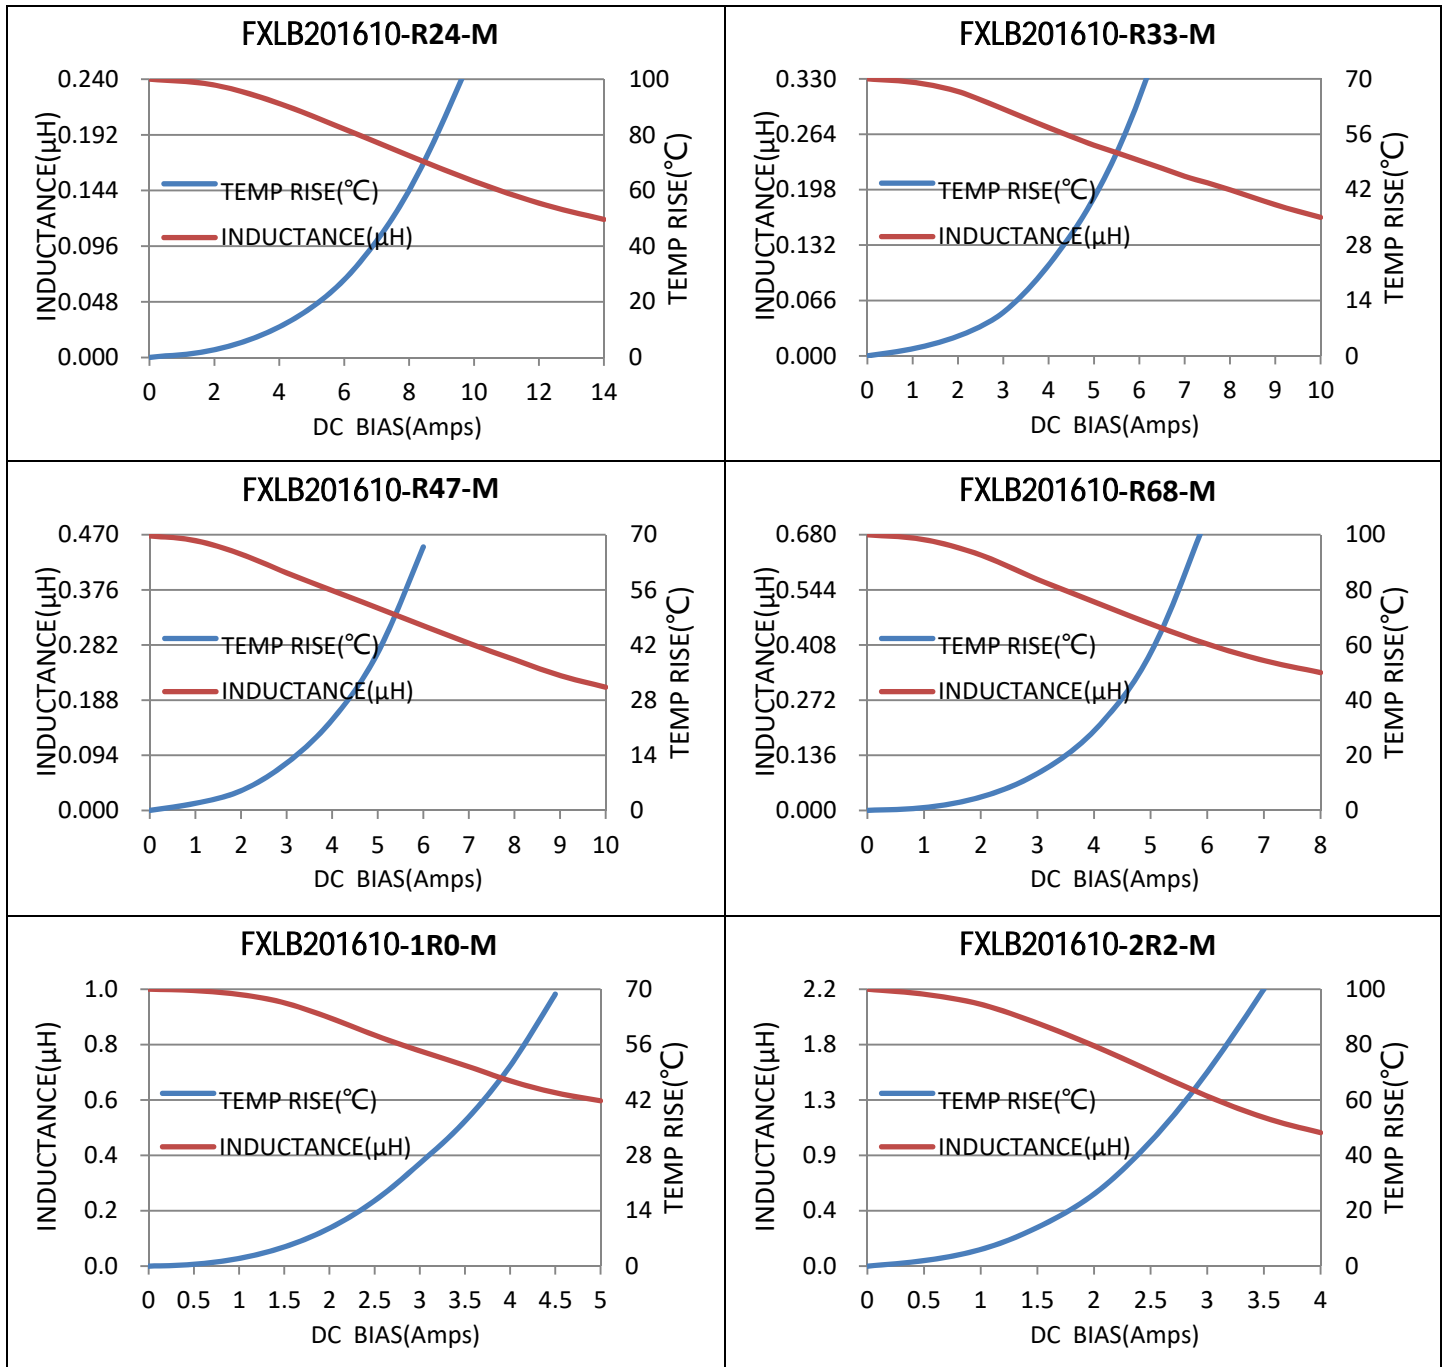 FXLB201610-R24-M
0.240
0.192
0.144
0.096
0.048
0.000
INDUCTANCE(μH)
100
80
60
40
20
0
TEMP RISE(℃)
TEMP RISE(℃)
INDUCTANCE(μH)
0 2 4 6 8 10 12 14
DC BIAS(Amps)
FXLB201610-R33-M
0.330
0.264
0.198
0.132
0.066
0.000
INDUCTANCE(μH)
70
56
42
28
14
0
TEMP RISE(℃)
TEMP RISE(℃)
INDUCTANCE(μH)
0 1 2 3 4 5 6 7 8 9 10
DC BIAS(Amps)
FXLB201610-R47-M
0.470
0.376
0.282
0.188
0.094
0.000
INDUCTANCE(μH)
70
56
42
28
14
0
TEMP RISE(℃)
TEMP RISE(℃)
INDUCTANCE(μH)
0 1 2 3 4 5 6 7 8 9 10
DC BIAS(Amps)
FXLB201610-R68-M
0.680
0.544
0.408
0.272
0.136
0.000
INDUCTANCE(μH)
100
80
60
40
20
0
TEMP RISE(℃)
TEMP RISE(℃)
INDUCTANCE(μH)
0 1 2 3 4 5 6 7 8
DC BIAS(Amps)
FXLB201610-1R0-M
1.0
0.8
0.6
0.4
0.2
0.0
INDUCTANCE(μH)
70
56
42
28
14
0
TEMP RISE(℃)
TEMP RISE(℃)
INDUCTANCE(μH)
0 0.5 1 1.5 2 2.5 3 3.5 4 4.5 5
DC BIAS(Amps)
FXLB201610-2R2-M
2.2
1.8
1.3
0.9
0.4
0.0
INDUCTANCE(μH)
100
80
60
40
20
0
TEMP RISE(℃)
TEMP RISE(℃)
INDUCTANCE(μH)
0 0.5 1 1.5 2 2.5 3 3.5 4
DC BIAS(Amps)